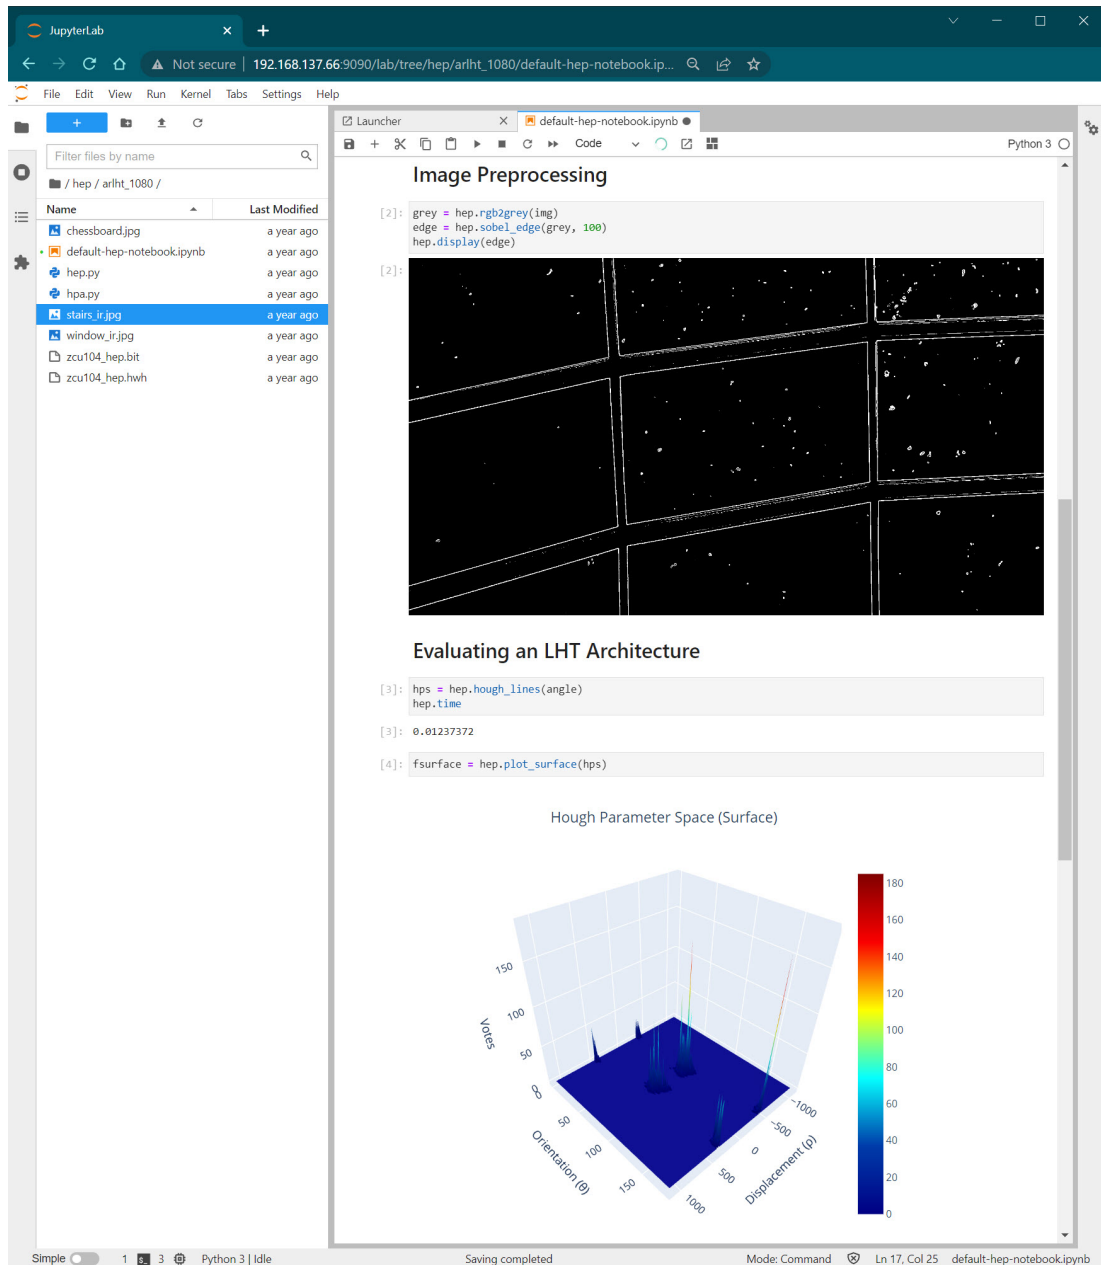 JupyterLab
Not secure | 192.168.137.66:9090/lab/tree/hep/arlht_1080/default-hep-notebook.ip...
File Edit View Run Kernel Tabs Settings Help
Launcher
default-hep-notebook.ipynb
Code
Python 3
Filter files by name
/ hep / arlht_1080 /
Name Last Modified
chessboard.jpg a year ago
default-hep-notebook.ipynb a year ago
hep.py a year ago
hpa.py a year ago
stairs_ir.jpg a year ago
window_ir.jpg a year ago
zcu104_hep.bit a year ago
zcu104_hep.hwh a year ago
Image Preprocessing
[2]: grey = hep.rgb2grey(img)
edge = hep.sobel_edge(grey, 100)
hep.display(edge)
[2]:
Evaluating an LHT Architecture
[3]: hps = hep.hough_lines(angle)
hep.time
[3]: 0.01237372
[4]: fsurface = hep.plot_surface(hps)
Hough Parameter Space (Surface)
Votes
150
100
50
0
0
50
100
150
Orientation (θ)
−1000
−500
0
500
1000
Displacement (ρ)
180
160
140
120
100
80
60
40
20
0
Simple 1 3 Python 3 | Idle Saving completed Mode: Command Ln 17, Col 25 default-hep-notebook.ipynb